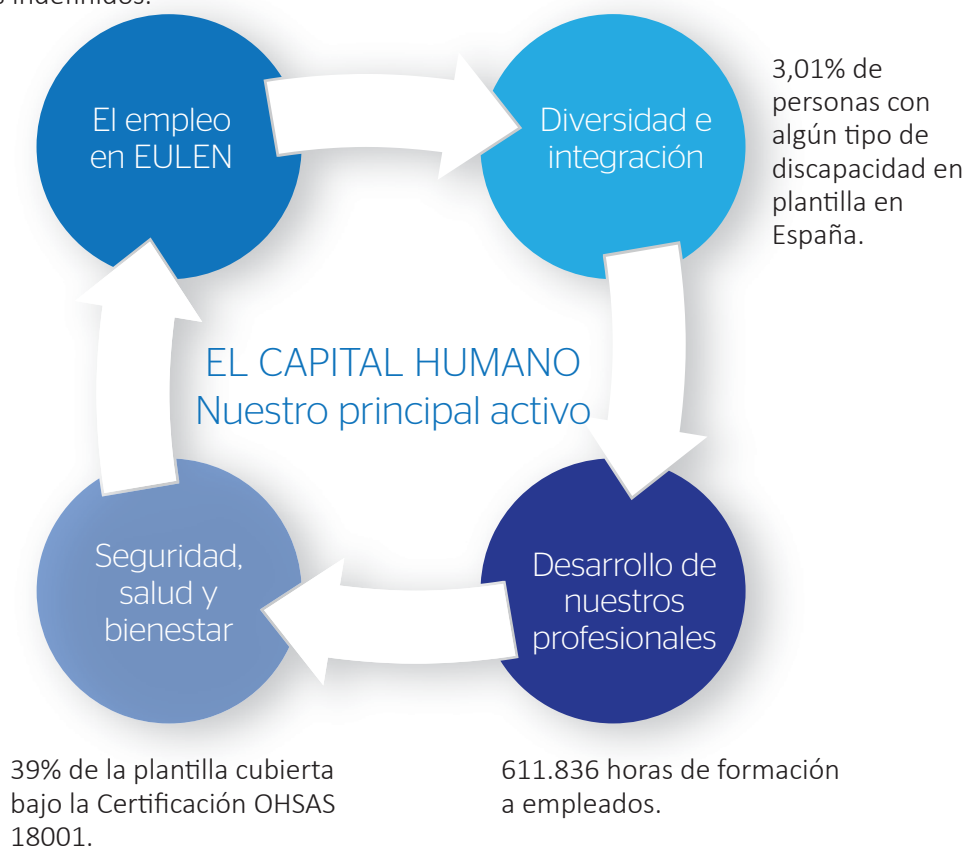 indefinidos.
El empleo
en EULEN
Diversidad e
integración
3,01% de
personas con
algún tipo de
discapacidad en
plantilla en
España.
EL CAPITAL HUMANO
Nuestro principal activo
Seguridad,
salud y
bienestar
Desarrollo de
nuestros
profesionales
39% de la plantilla cubierta
bajo la Certificación OHSAS
18001.
611.836 horas de formación
a empleados.